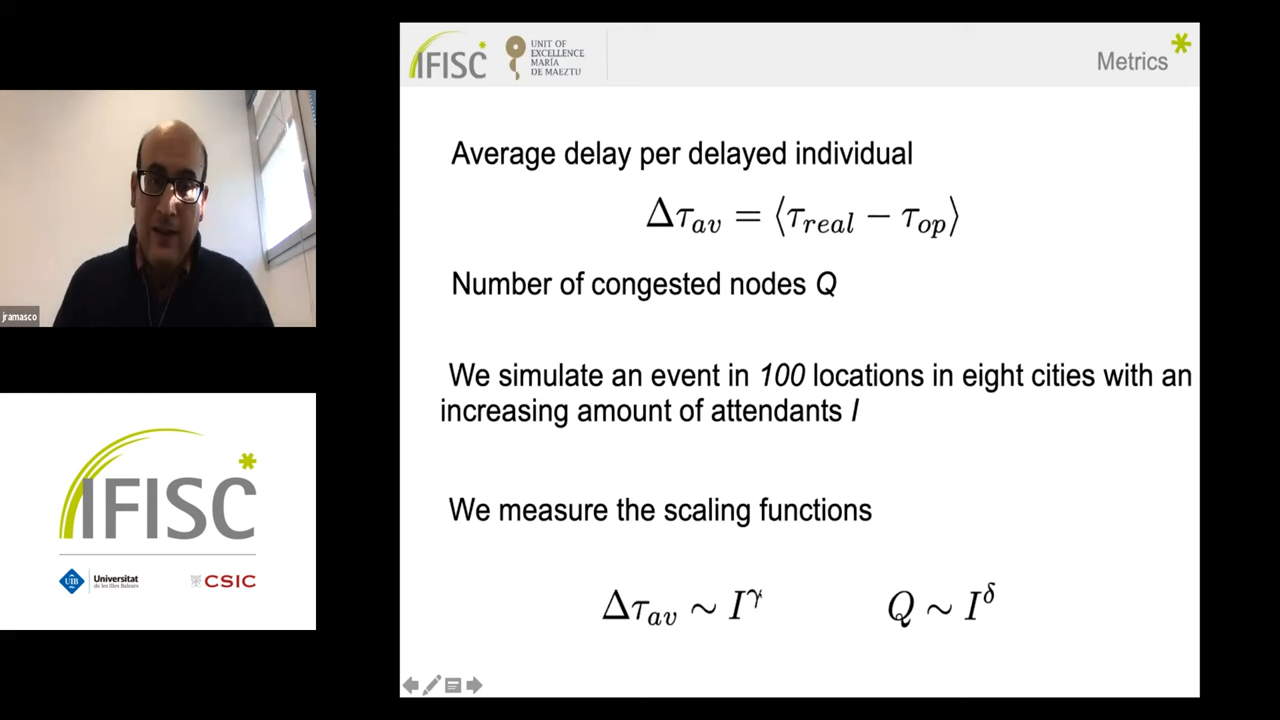 IFISC
UNIT OF
EXCELLENCE
MARÍA
DE MAEZTU
Metrics
Average delay per delayed individual
Δτ_av = ⟨τ_real − τ_op⟩
Number of congested nodes Q
We simulate an event in 100 locations in eight cities with an
increasing amount of attendants I
We measure the scaling functions
Δτ_av ∼ I^γ
Q ∼ I^δ
jramasco
IFISC
UIB
Universitat
de les Illes Balears
CSIC